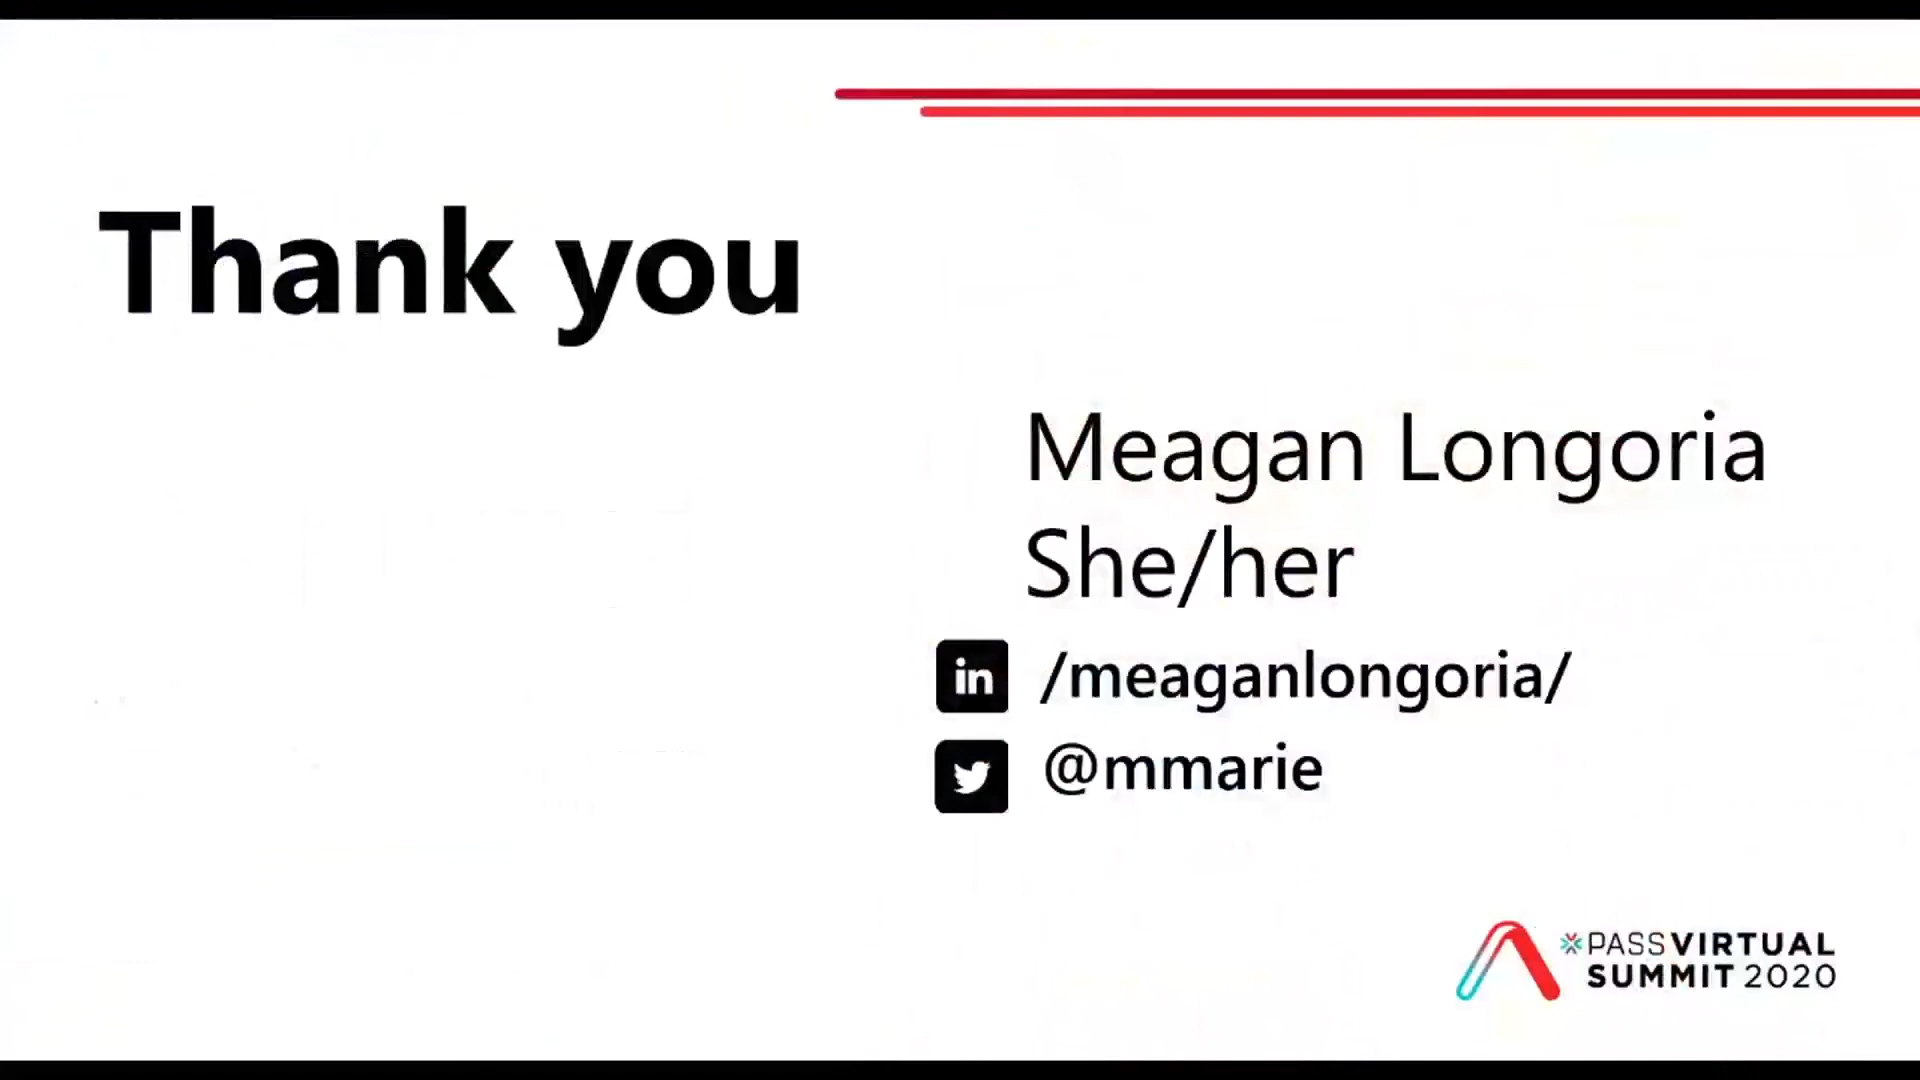 Thank you
Meagan Longoria
She/her
in /meaganlongoria/
@mmarie
PASS VIRTUAL
SUMMIT 2020